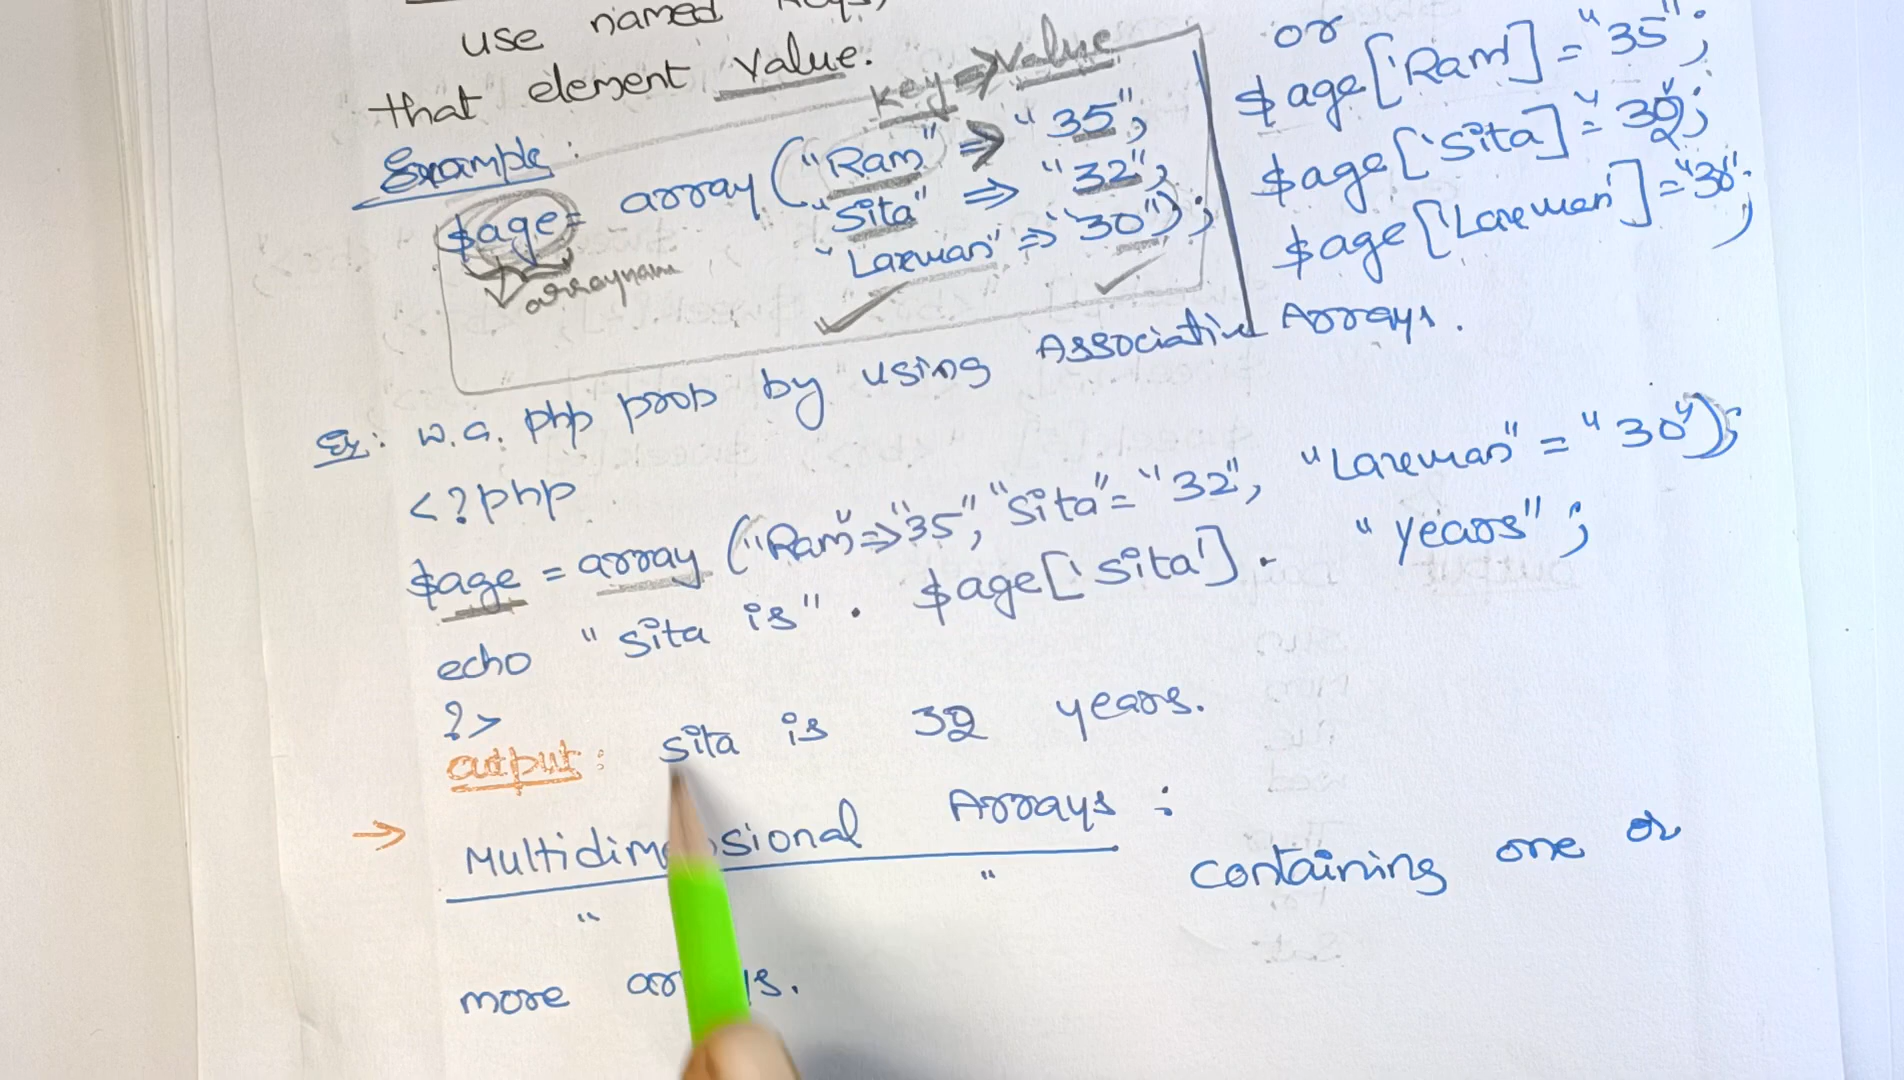 use named keys,
that element value.
key => value
Example:
$age = array ("Ram" => "35";
"Sita" => "32";
"Laxman" => "30");
arrayname
or
$age['Ram'] = "35";
$age['Sita] = "32";
$age['Laxman'] = "30";
Ex: W.a. php prop by using Associative Arrays.
<?php
$age = array ("Ram" => "35", "Sita" = "32", "Laxman" = "30");
echo "Sita is" . $age['Sita'] . "years";
?>
output: Sita is 32 years.
→ Multidimensional Arrays :
" " containing one or
more arrays.